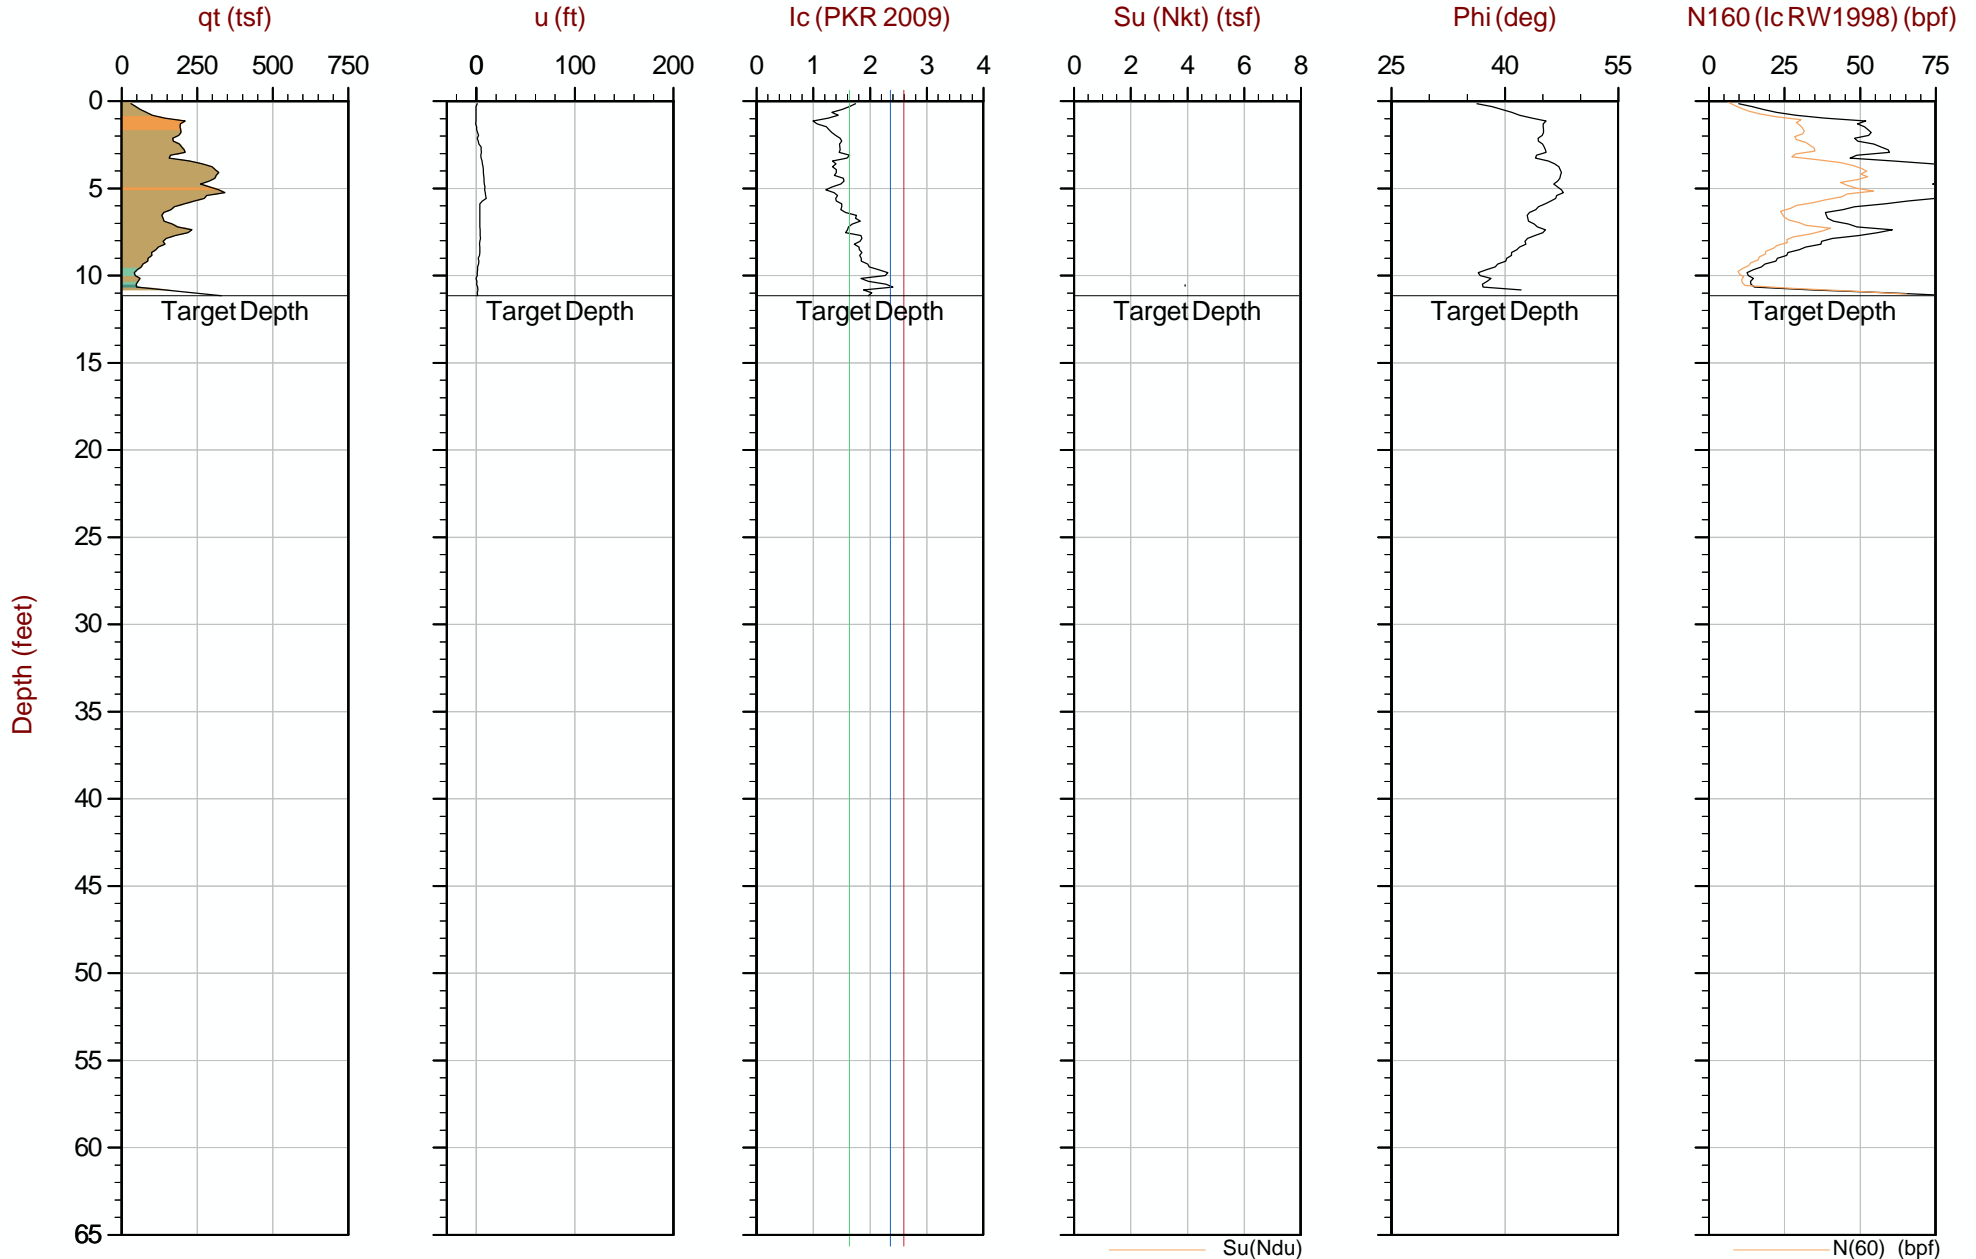 qt (tsf) u (ft) Ic (PKR 2009) Su (Nkt) (tsf) Phi (deg) N160 (Ic RW1998) (bpf)
0 250 500 750 0 100 200 0 1 2 3 4 0 2 4 6 8 25 40 55 0 25 50 75
0
5
10
Target Depth Target Depth Target Depth Target Depth Target Depth Target Depth
15
20
25
30
Depth (feet)
35
40
45
50
55
60
65
Su(Ndu) N(60) (bpf)